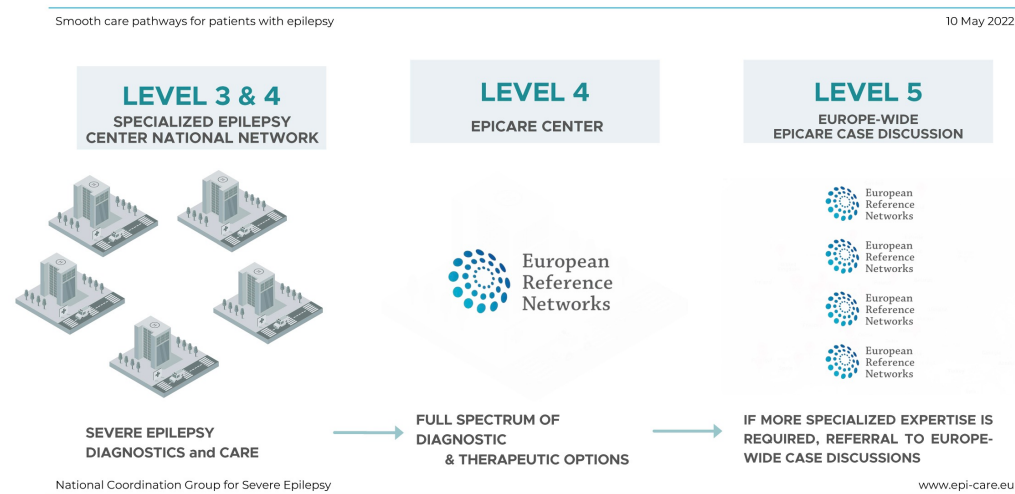 Smooth care pathways for patients with epilepsy
10 May 2022
LEVEL 3 & 4
SPECIALIZED EPILEPSY
CENTER NATIONAL NETWORK
LEVEL 4
EPICARE CENTER
LEVEL 5
EUROPE-WIDE
EPICARE CASE DISCUSSION
European
Reference
Networks
European
Reference
Networks
European
Reference
Networks
European
Reference
Networks
European
Reference
Networks
SEVERE EPILEPSY
DIAGNOSTICS and CARE
FULL SPECTRUM OF
DIAGNOSTIC
& THERAPEUTIC OPTIONS
IF MORE SPECIALIZED EXPERTISE IS
REQUIRED, REFERRAL TO EUROPE-
WIDE CASE DISCUSSIONS
National Coordination Group for Severe Epilepsy
www.epi-care.eu